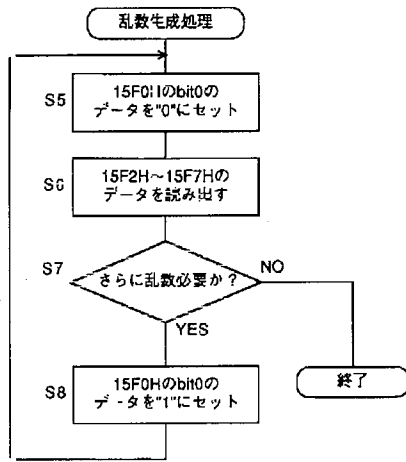 乱数生成処理
S5
15F0Hのbit0の
データを"0"にセット
S6
15F2H～15F7Hの
データを読み出す
S7
さらに乱数必要か？
NO
YES
S8
15F0Hのbit0の
データを"1"にセット
終了